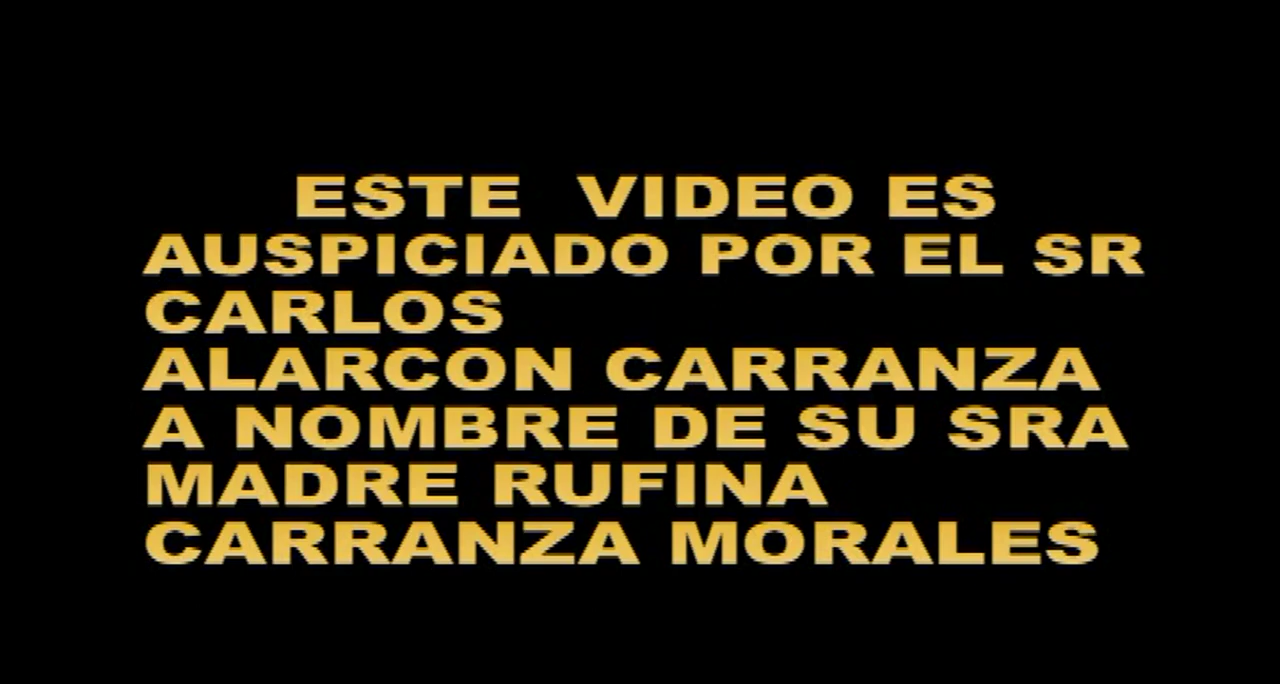 ESTE VIDEO ES
AUSPICIADO POR EL SR
CARLOS
ALARCON CARRANZA
A NOMBRE DE SU SRA
MADRE RUFINA
CARRANZA MORALES